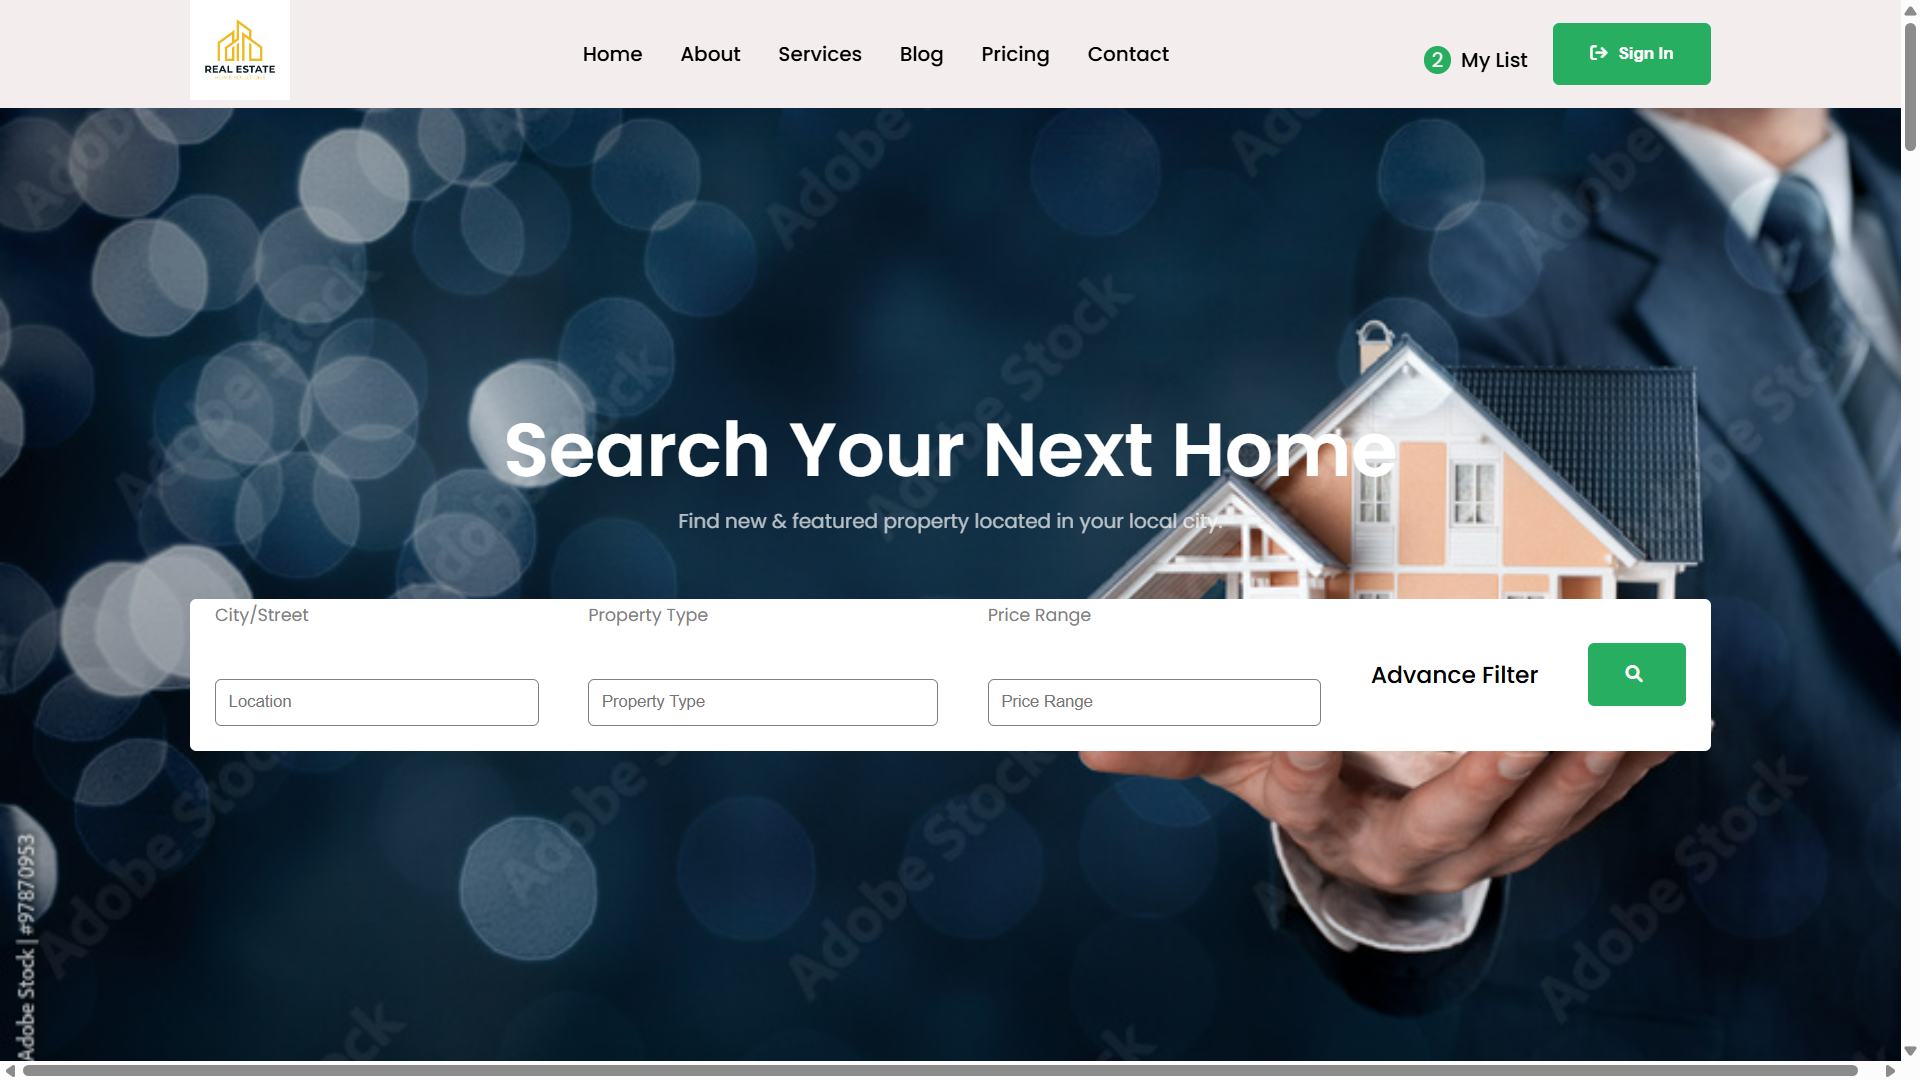 REAL ESTATE
Home About Services Blog Pricing Contact
2 My List Sign In
Search Your Next Home
Find new & featured property located in your local city.
City/Street Property Type Price Range
Advance Filter
Location Property Type Price Range
Adobe Stock | #97870953
Adobe Stock